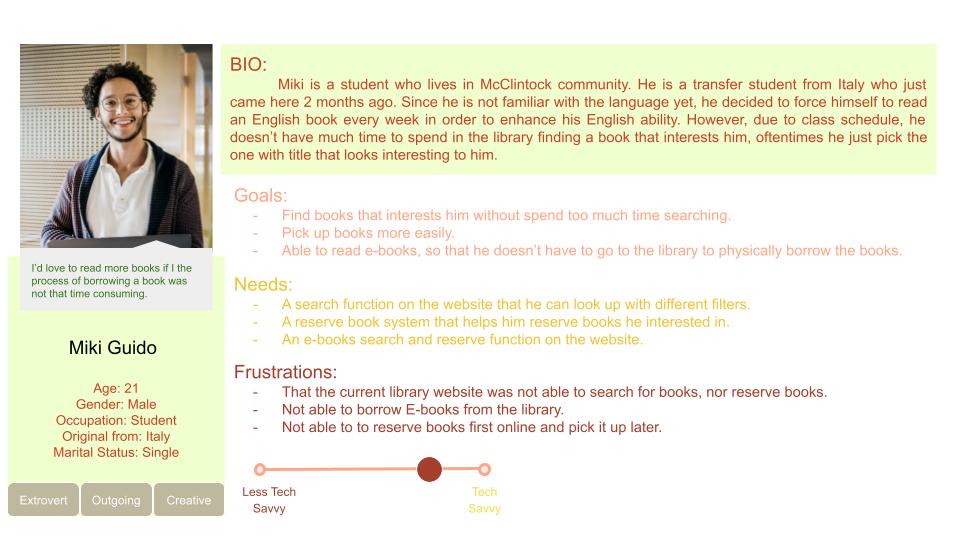 BIO:
Miki is a student who lives in McClintock community. He is a transfer student from Italy who just
came here 2 months ago. Since he is not familiar with the language yet, he decided to force himself to read
an English book every week in order to enhance his English ability. However, due to class schedule, he
doesn't have much time to spend in the library finding a book that interests him, oftentimes he just pick the
one with title that looks interesting to him.
Goals:
- Find books that interests him without spend too much time searching.
- Pick up books more easily.
- Able to read e-books, so that he doesn't have to go to the library to physically borrow the books.
Needs:
- A search function on the website that he can look up with different filters.
- A reserve book system that helps him reserve books he interested in.
- An e-books search and reserve function on the website.
Frustrations:
- That the current library website was not able to search for books, nor reserve books.
- Not able to borrow E-books from the library.
- Not able to to reserve books first online and pick it up later.
Less Tech
Savvy
Tech
Savvy
I'd love to read more books if I the
process of borrowing a book was
not that time consuming.
Miki Guido
Age: 21
Gender: Male
Occupation: Student
Original from: Italy
Marital Status: Single
Extrovert
Outgoing
Creative